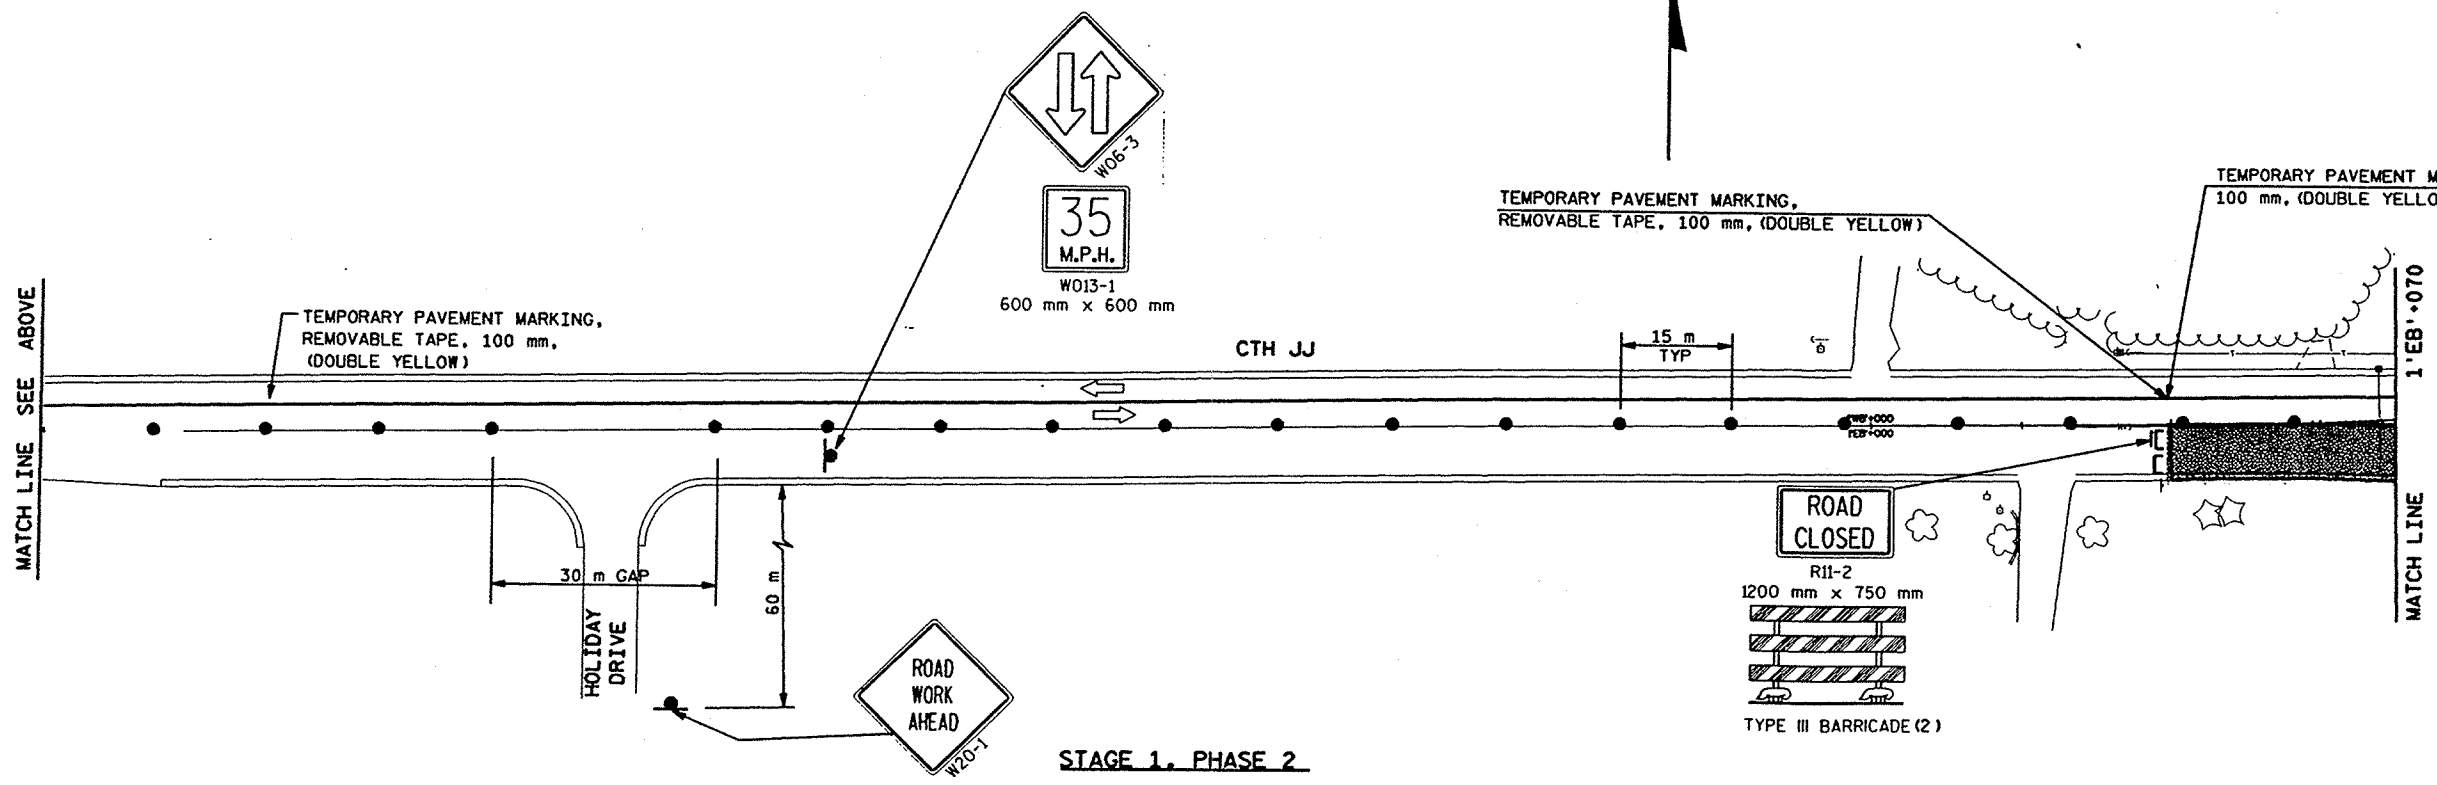 W06-3
35
M.P.H.
W013-1
600 mm x 600 mm
TEMPORARY PAVEMENT MARKING,
REMOVABLE TAPE, 100 mm, (DOUBLE YELLOW)
TEMPORARY PAVEMENT M
100 mm, (DOUBLE YELLO
MATCH LINE SEE ABOVE
TEMPORARY PAVEMENT MARKING,
REMOVABLE TAPE, 100 mm,
(DOUBLE YELLOW)
CTH JJ
15 m
TYP
MATCH LINE 1'EB'+070
30 m GAP
60 m
HOLIDAY
DRIVE
ROAD
WORK
AHEAD
W20-1
ROAD
CLOSED
R11-2
1200 mm x 750 mm
TYPE III BARRICADE (2)
STAGE 1, PHASE 2